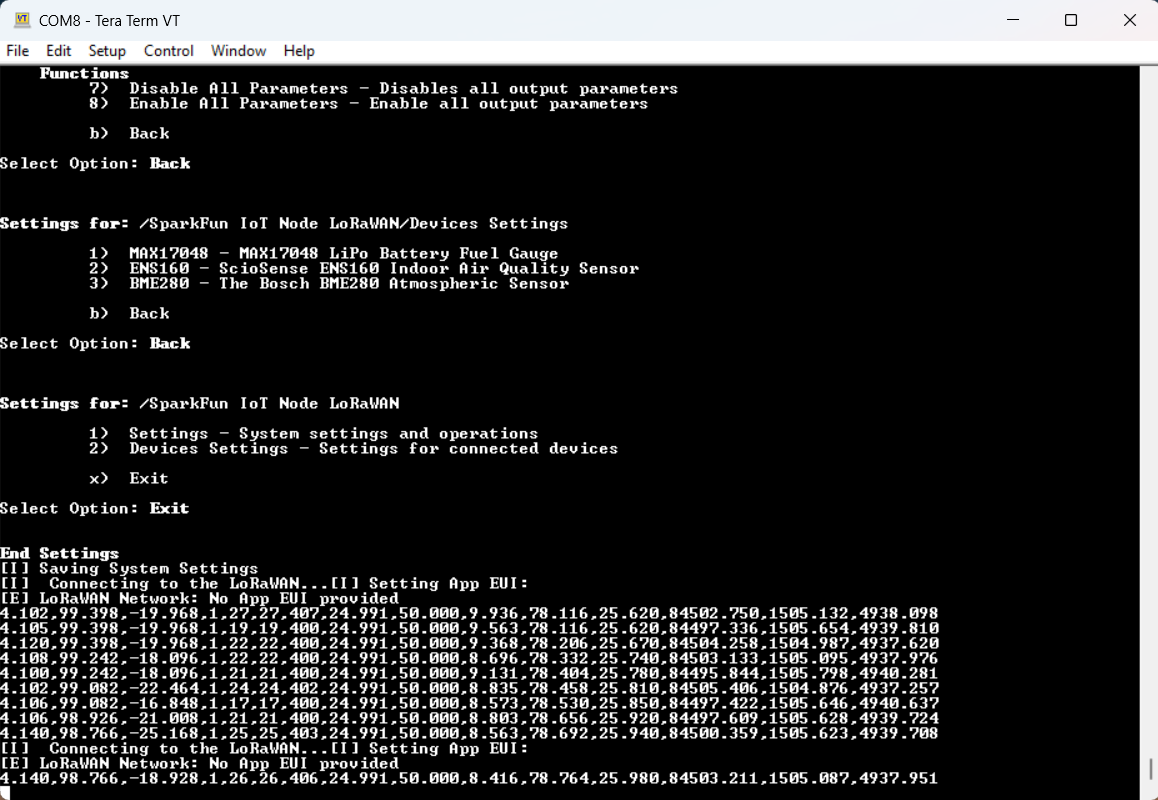 COM8 - Tera Term VT
File Edit Setup Control Window Help
Functions
7) Disable All Parameters - Disables all output parameters
8) Enable All Parameters - Enable all output parameters
b) Back
Select Option: Back
Settings for: /SparkFun IoT Node LoRaWAN/Devices Settings
1) MAX17048 - MAX17048 LiPo Battery Fuel Gauge
2) ENS160 - ScioSense ENS160 Indoor Air Quality Sensor
3) BME280 - The Bosch BME280 Atmospheric Sensor
b) Back
Select Option: Back
Settings for: /SparkFun IoT Node LoRaWAN
1) Settings - System settings and operations
2) Devices Settings - Settings for connected devices
x) Exit
Select Option: Exit
End Settings
[I] Saving System Settings
[I]  Connecting to the LoRaWAN...[I] Setting App EUI:
[E] LoRaWAN Network: No App EUI provided
4.102,99.398,-19.968,1,27,27,407,24.991,50.000,9.936,78.116,25.620,84502.750,1505.132,4938.098
4.105,99.398,-19.968,1,19,19,400,24.991,50.000,9.563,78.116,25.620,84497.336,1505.654,4939.810
4.120,99.398,-19.968,1,22,22,400,24.991,50.000,9.368,78.206,25.670,84504.258,1504.987,4937.620
4.108,99.242,-18.096,1,22,22,400,24.991,50.000,8.696,78.332,25.740,84503.133,1505.095,4937.976
4.100,99.242,-18.096,1,21,21,400,24.991,50.000,9.131,78.404,25.780,84495.844,1505.798,4940.281
4.102,99.082,-22.464,1,24,24,402,24.991,50.000,8.835,78.458,25.810,84505.406,1504.876,4937.257
4.106,99.082,-16.848,1,17,17,400,24.991,50.000,8.573,78.530,25.850,84497.422,1505.646,4940.637
4.106,98.926,-21.008,1,21,21,400,24.991,50.000,8.803,78.656,25.920,84497.609,1505.628,4939.724
4.140,98.766,-25.168,1,25,25,403,24.991,50.000,8.563,78.692,25.940,84500.359,1505.623,4939.708
[I]  Connecting to the LoRaWAN...[I] Setting App EUI:
[E] LoRaWAN Network: No App EUI provided
4.140,98.766,-18.928,1,26,26,406,24.991,50.000,8.416,78.764,25.980,84503.211,1505.087,4937.951